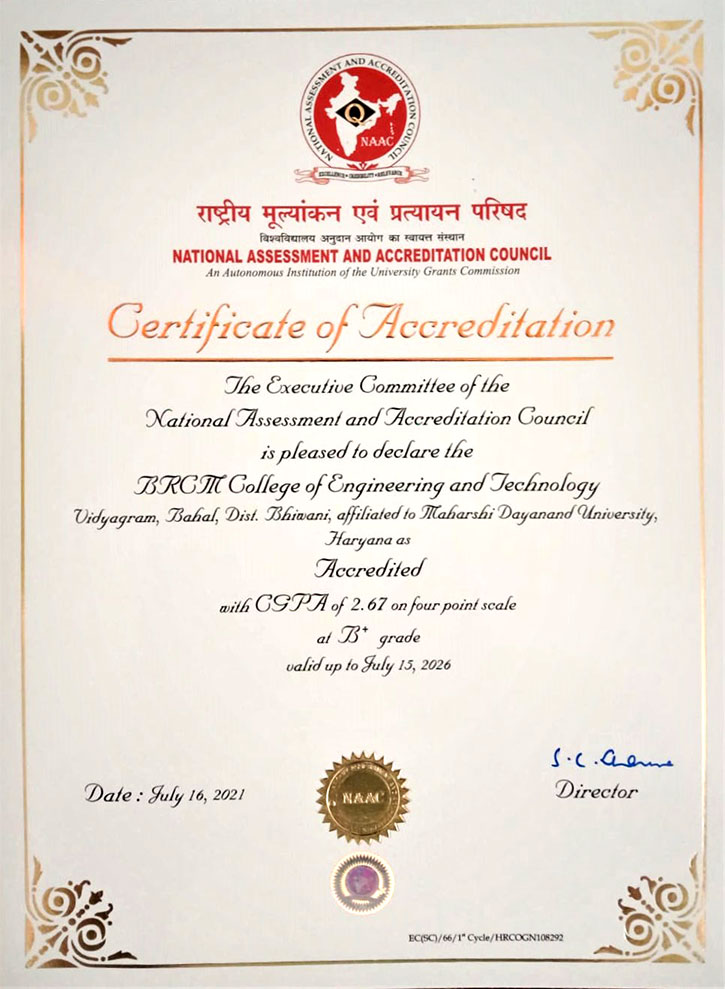 NATIONAL ASSESSMENT AND ACCREDITATION COUNCIL
Q
NAAC
EXCELLENCE • CREDIBILITY • RELEVANCE
राष्ट्रीय मूल्यांकन एवं प्रत्यायन परिषद
विश्वविद्यालय अनुदान आयोग का स्वायत्त संस्थान
NATIONAL ASSESSMENT AND ACCREDITATION COUNCIL
An Autonomous Institution of the University Grants Commission
Certificate of Accreditation
The Executive Committee of the
National Assessment and Accreditation Council
is pleased to declare the
BRCM College of Engineering and Technology
Vidyagram, Bahal, Dist. Bhiwani, affiliated to Maharshi Dayanand University,
Haryana as
Accredited
with CGPA of 2.67 on four point scale
at B⁺ grade
valid up to July 15, 2026
S. C. Sharma
Date : July 16, 2021
NAAC
Director
EC(SC)/66/1ˢᵗ Cycle/HRCOGN108292